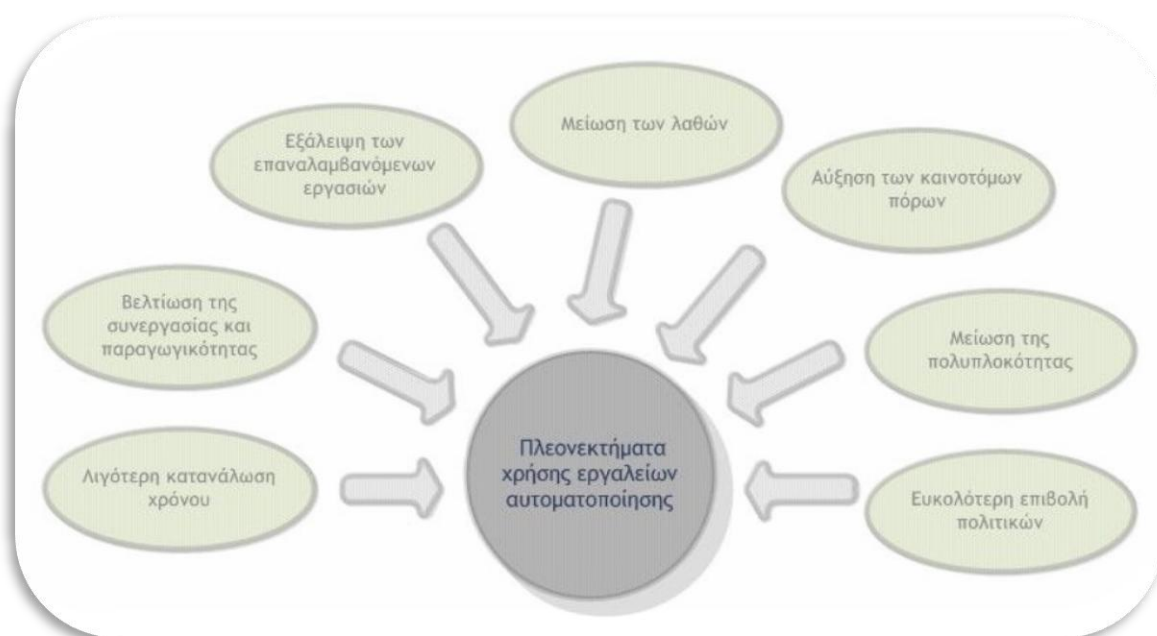 Μείωση των λαθών
Εξάλειψη των
επαναλαμβανόμενων
εργασιών
Αύξηση των καινοτόμων
πόρων
Βελτίωση της
συνεργασίας και
παραγωγικότητας
Μείωση της
πολυπλοκότητας
Πλεονεκτήματα
χρήσης εργαλείων
αυτοματοποίησης
Λιγότερη κατανάλωση
χρόνου
Ευκολότερη επιβολή
πολιτικών